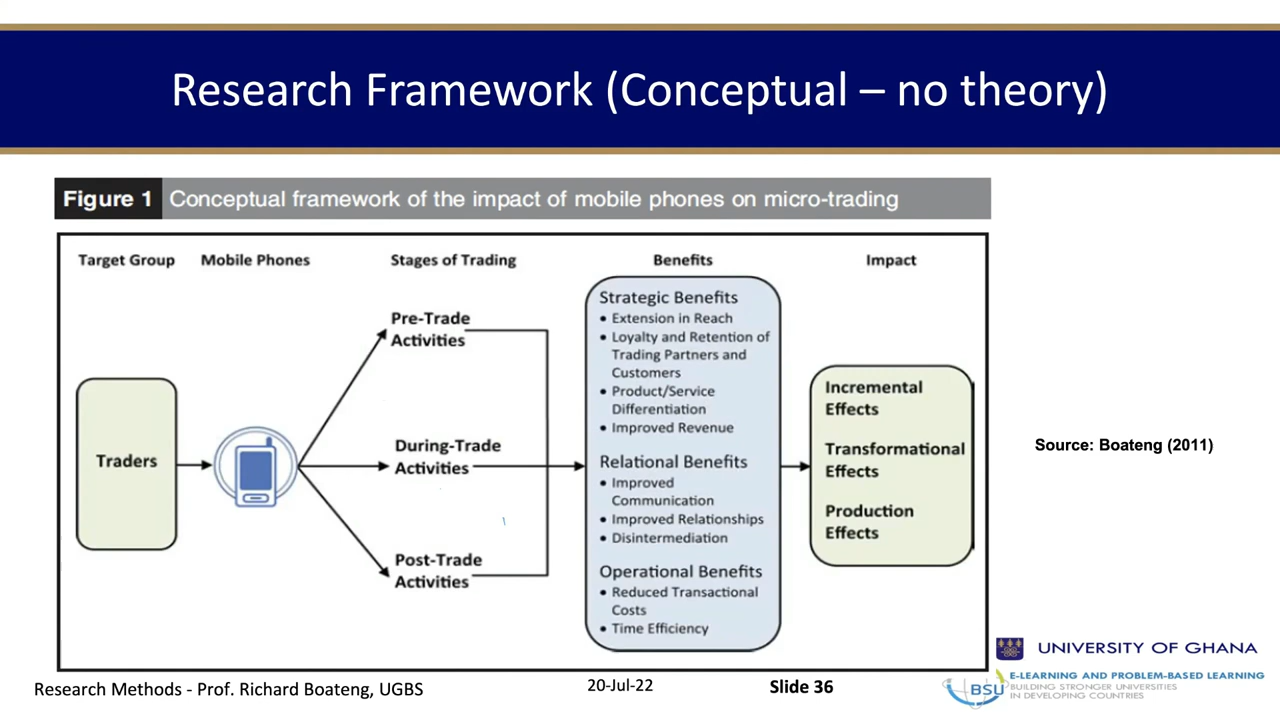 Research Framework (Conceptual – no theory)
Figure 1 Conceptual framework of the impact of mobile phones on micro-trading
Target Group
Mobile Phones
Stages of Trading
Benefits
Impact
Traders
Pre-Trade
Activities
During-Trade
Activities
Post-Trade
Activities
Strategic Benefits
• Extension in Reach
• Loyalty and Retention of
Trading Partners and
Customers
• Product/Service
Differentiation
• Improved Revenue
Relational Benefits
• Improved
Communication
• Improved Relationships
• Disintermediation
Operational Benefits
• Reduced Transactional
Costs
• Time Efficiency
Incremental
Effects
Transformational
Effects
Production
Effects
Source: Boateng (2011)
UNIVERSITY OF GHANA
BSU
E-LEARNING AND PROBLEM-BASED LEARNING
BUILDING STRONGER UNIVERSITIES
IN DEVELOPING COUNTRIES
Research Methods - Prof. Richard Boateng, UGBS
20-Jul-22
Slide 36